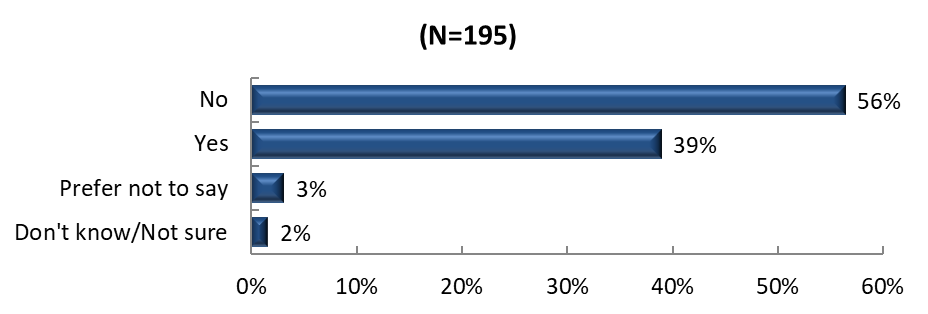 (N=195)
No 56%
Yes 39%
Prefer not to say 3%
Don't know/Not sure 2%
0% 10% 20% 30% 40% 50% 60%